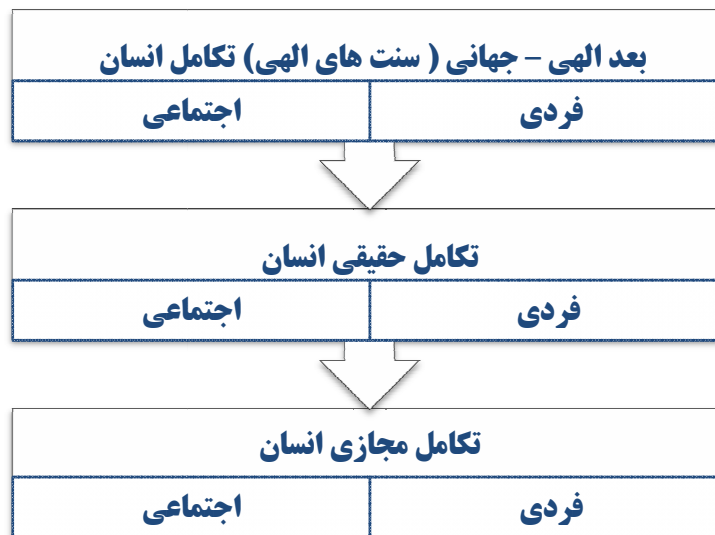 بعد الهی – جهانی ( سنت های الهی) تکامل انسان
فردی اجتماعی
تکامل حقیقی انسان
فردی اجتماعی
تکامل مجازی انسان
فردی اجتماعی